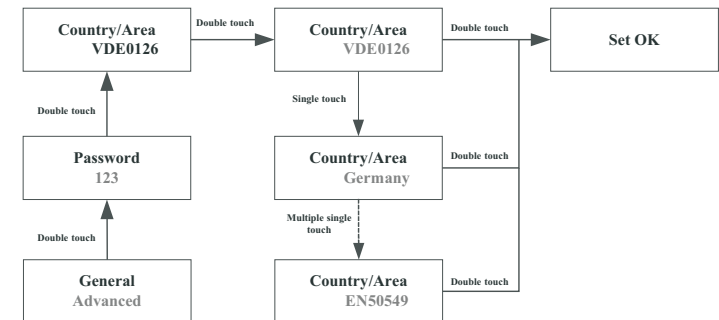 Country/Area
VDE0126
Double touch
Country/Area
VDE0126
Double touch
Set OK
Double touch
Single touch
Password
123
Country/Area
Germany
Double touch
Double touch
Multiple single
touch
General
Advanced
Country/Area
EN50549
Double touch